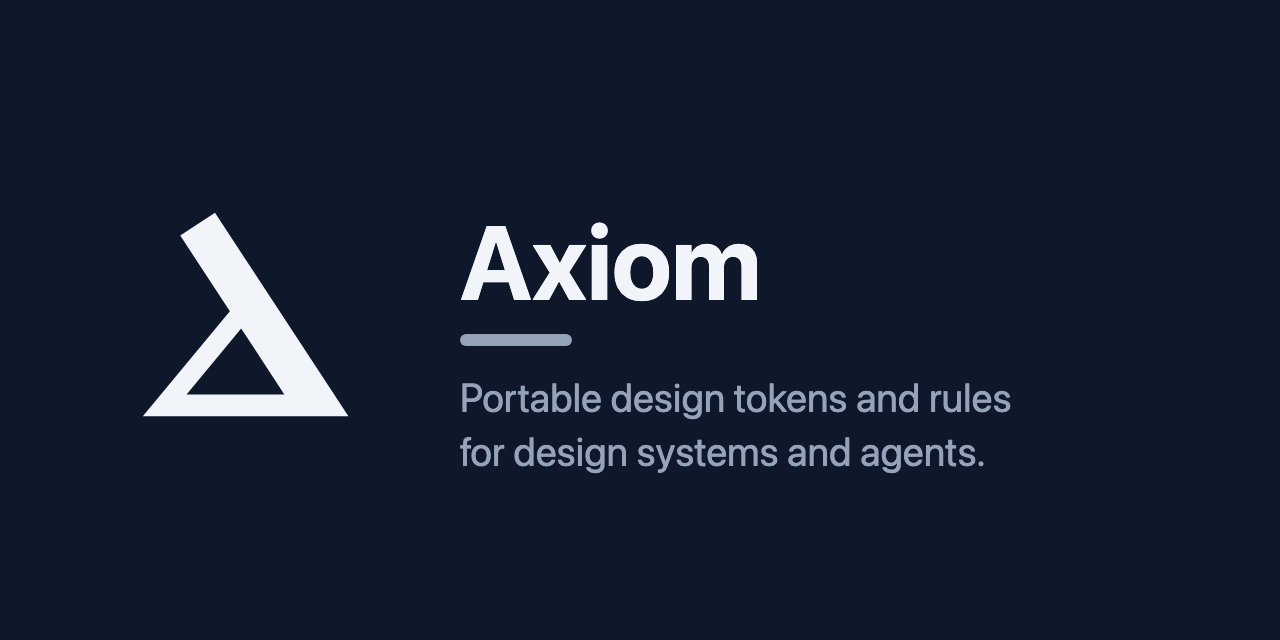 Axiom
Portable design tokens and rules
for design systems and agents.